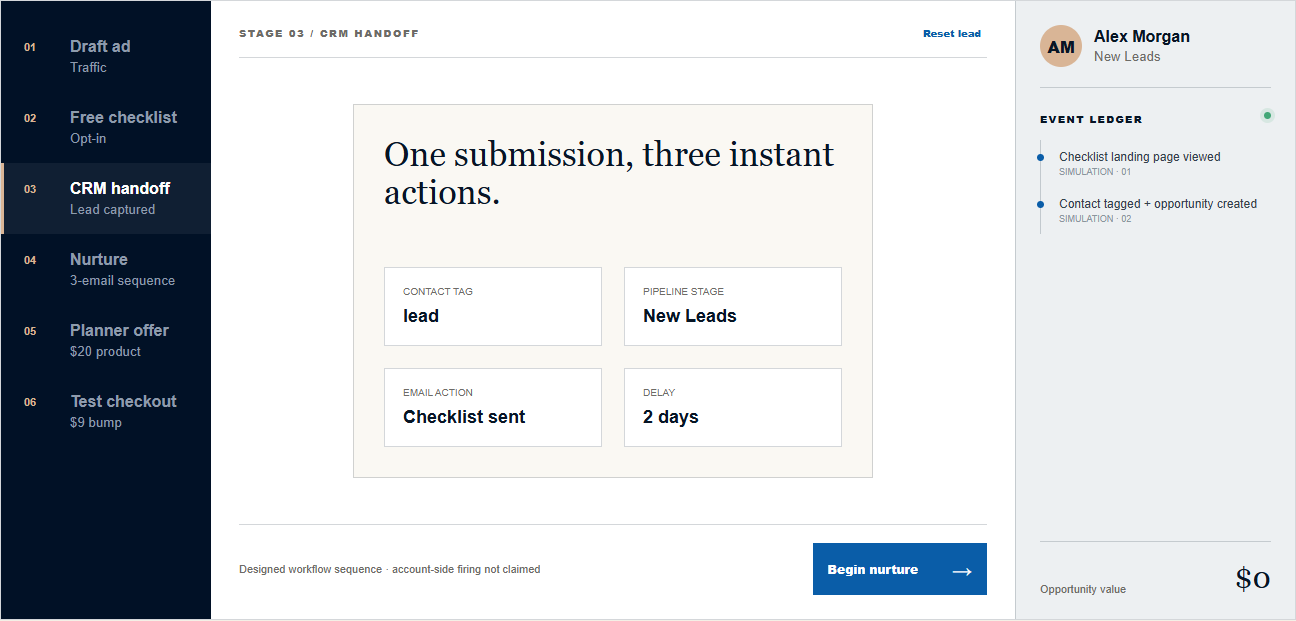 01
Draft ad
Traffic
02
Free checklist
Opt-in
03
CRM handoff
Lead captured
04
Nurture
3-email sequence
05
Planner offer
$20 product
06
Test checkout
$9 bump
STAGE 03 / CRM HANDOFF
Reset lead
One submission, three instant
actions.
CONTACT TAG
lead
PIPELINE STAGE
New Leads
EMAIL ACTION
Checklist sent
DELAY
2 days
Designed workflow sequence · account-side firing not claimed
Begin nurture →
AM
Alex Morgan
New Leads
EVENT LEDGER
Checklist landing page viewed
SIMULATION · 01
Contact tagged + opportunity created
SIMULATION · 02
Opportunity value
$0